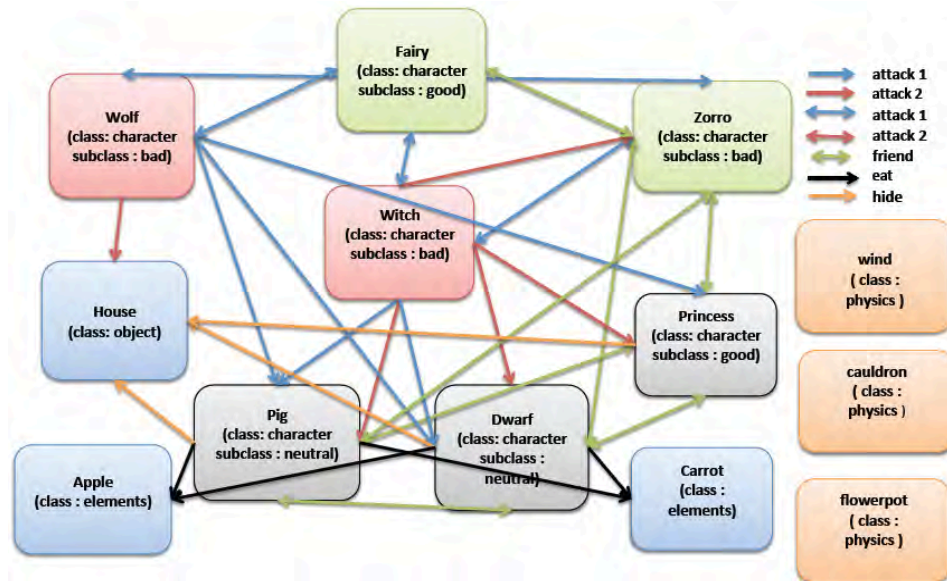 Fairy
(class: character
subclass : good)
Wolf
(class: character
subclass : bad)
Zorro
(class: character
subclass : bad)
attack 1
attack 2
attack 1
attack 2
friend
eat
hide
Witch
(class: character
subclass : bad)
wind
( class :
physics )
House
(class: object)
Princess
(class: character
subclass : good)
cauldron
( class :
physics )
Pig
(class: character
subclass : neutral)
Dwarf
(class: character
subclass :
neutral)
Apple
(class : elements)
Carrot
(class :
elements)
flowerpot
( class :
physics )